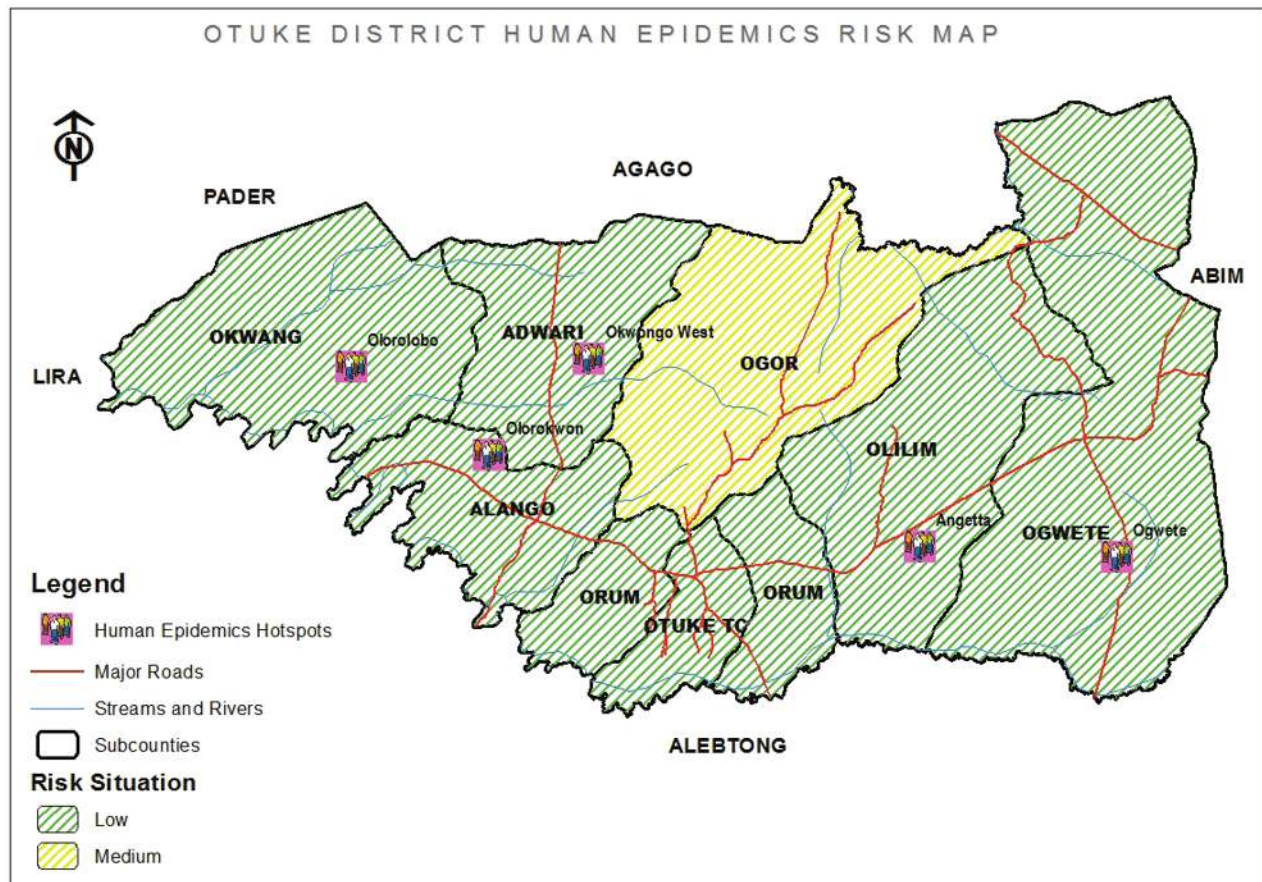 OTUKE DISTRICT HUMAN EPIDEMICS RISK MAP
N
AGAGO
PADER
ABIM
OKWANG
Olorolobo
ADWARI
Okwongo West
OGOR
LIRA
Olorokwon
OLILIM
ALANGO
Angetta
OGWETE
Ogwete
ORUM
ORUM
OTUKE TC
ALEBTONG
Legend
Human Epidemics Hotspots
Major Roads
Streams and Rivers
Subcounties
Risk Situation
Low
Medium